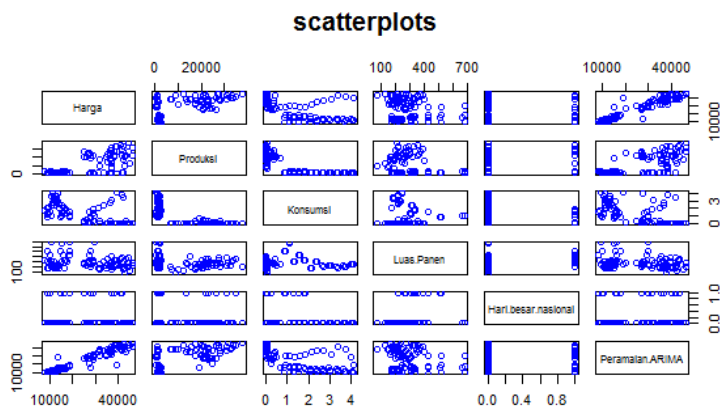 scatterplots
0 20000
100 400 700
10000 40000
Harga
10000
0
Produksi
Konsumsi
0 3
100
Luas.Panen
Hari.besar.nasional
0.0 1.0
10000
Peramalan.ARIMA
10000 40000
0 1 2 3 4
0.0 0.4 0.8